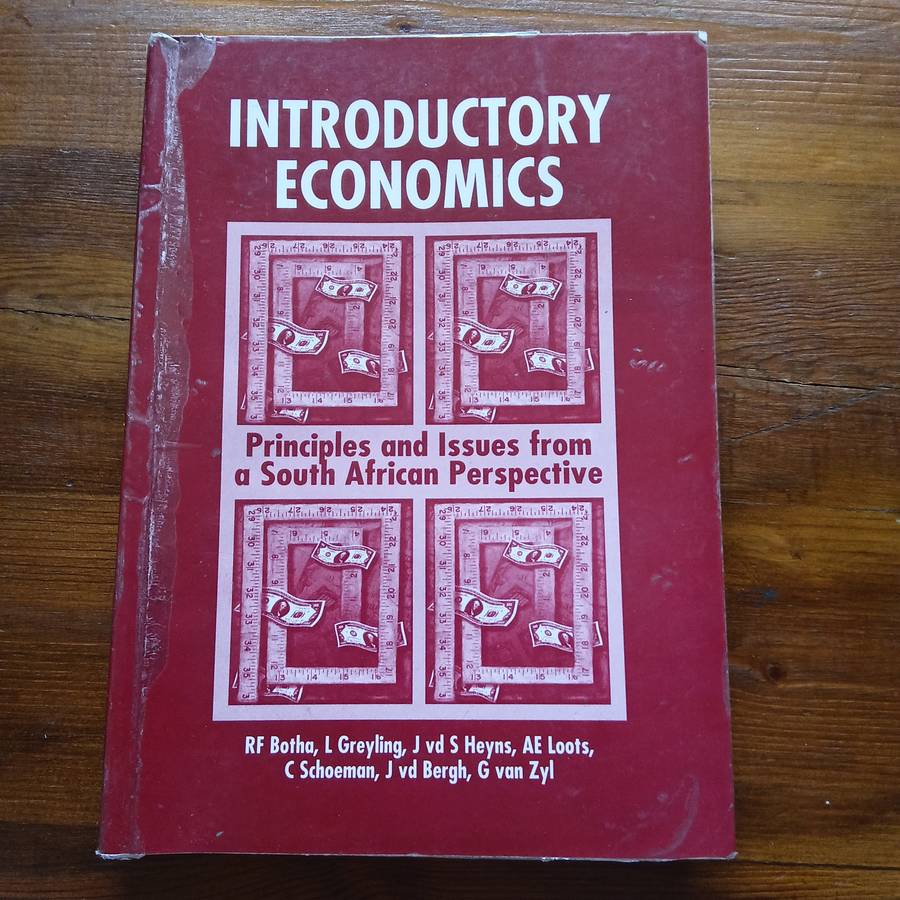 INTRODUCTORY
ECONOMICS
Principles and Issues from
a South African Perspective
RF Botha, L Greyling, J vd S Heyns, AE Loots,
C Schoeman, J vd Bergh, G van Zyl